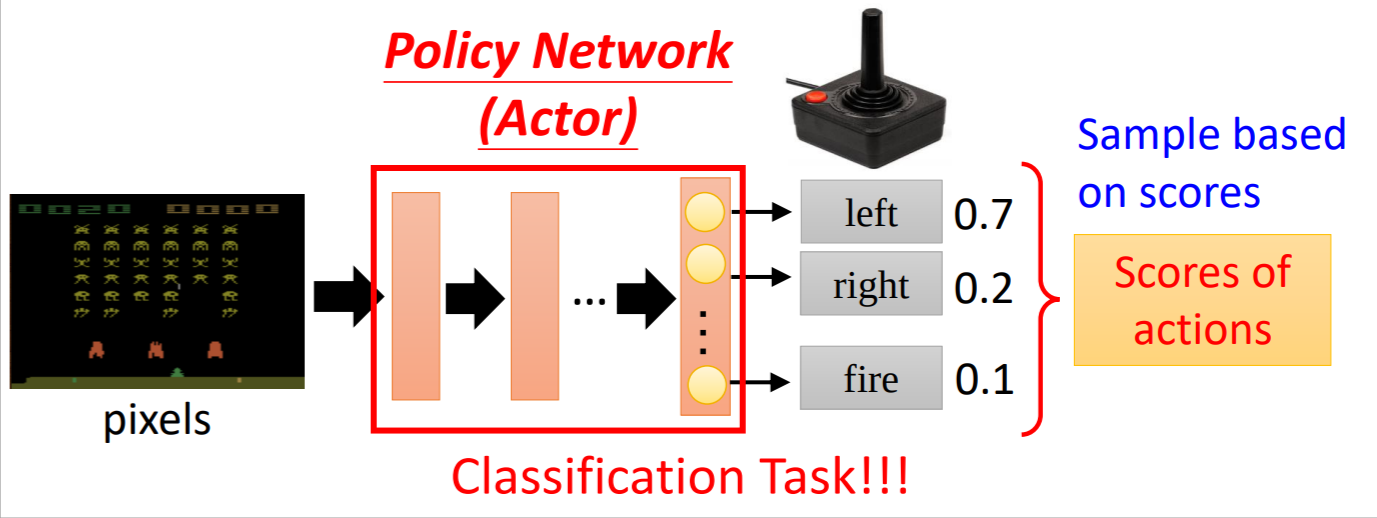 Policy Network
(Actor)
0020 0000
pixels
...
left 0.7
right 0.2
fire 0.1
Sample based
on scores
Scores of
actions
Classification Task!!!